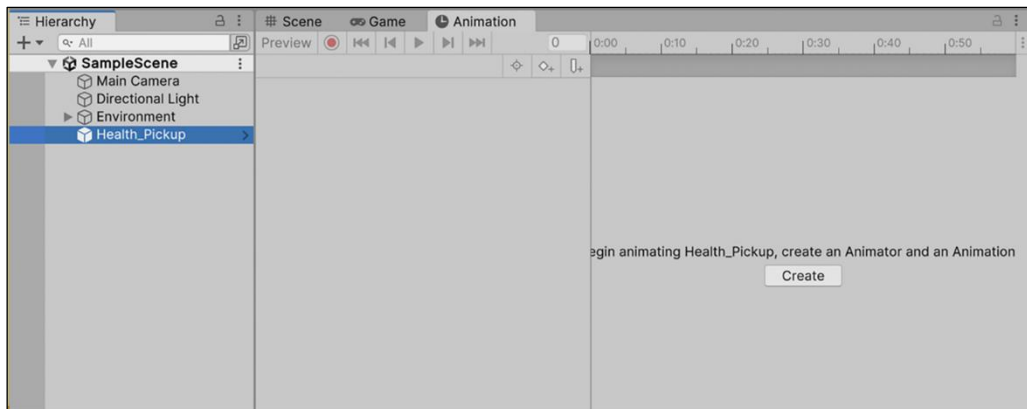 Hierarchy
Scene
Game
Animation
All
Preview
0
0:00
0:10
0:20
0:30
0:40
0:50
SampleScene
Main Camera
Directional Light
Environment
Health_Pickup
egin animating Health_Pickup, create an Animator and an Animation
Create